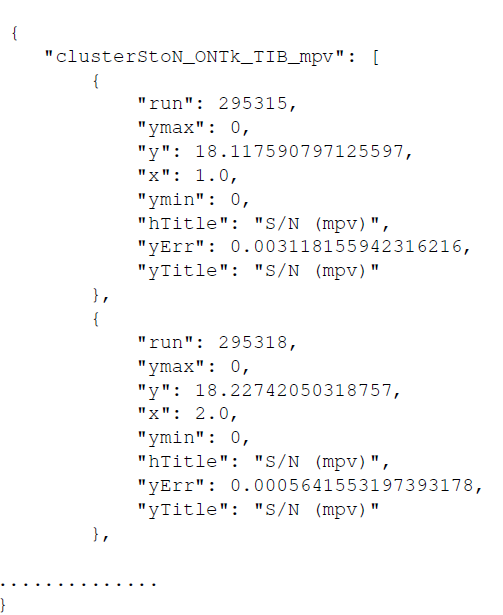 {
"clusterStoN_ONTk_TIB_mpv": [
{
"run": 295315,
"ymax": 0,
"y": 18.117590797125597,
"x": 1.0,
"ymin": 0,
"hTitle": "S/N (mpv)",
"yErr": 0.003118155942316216,
"yTitle": "S/N (mpv)"
},
{
"run": 295318,
"ymax": 0,
"y": 18.22742050318757,
"x": 2.0,
"ymin": 0,
"hTitle": "S/N (mpv)",
"yErr": 0.0005641553197393178,
"yTitle": "S/N (mpv)"
},
..............
}